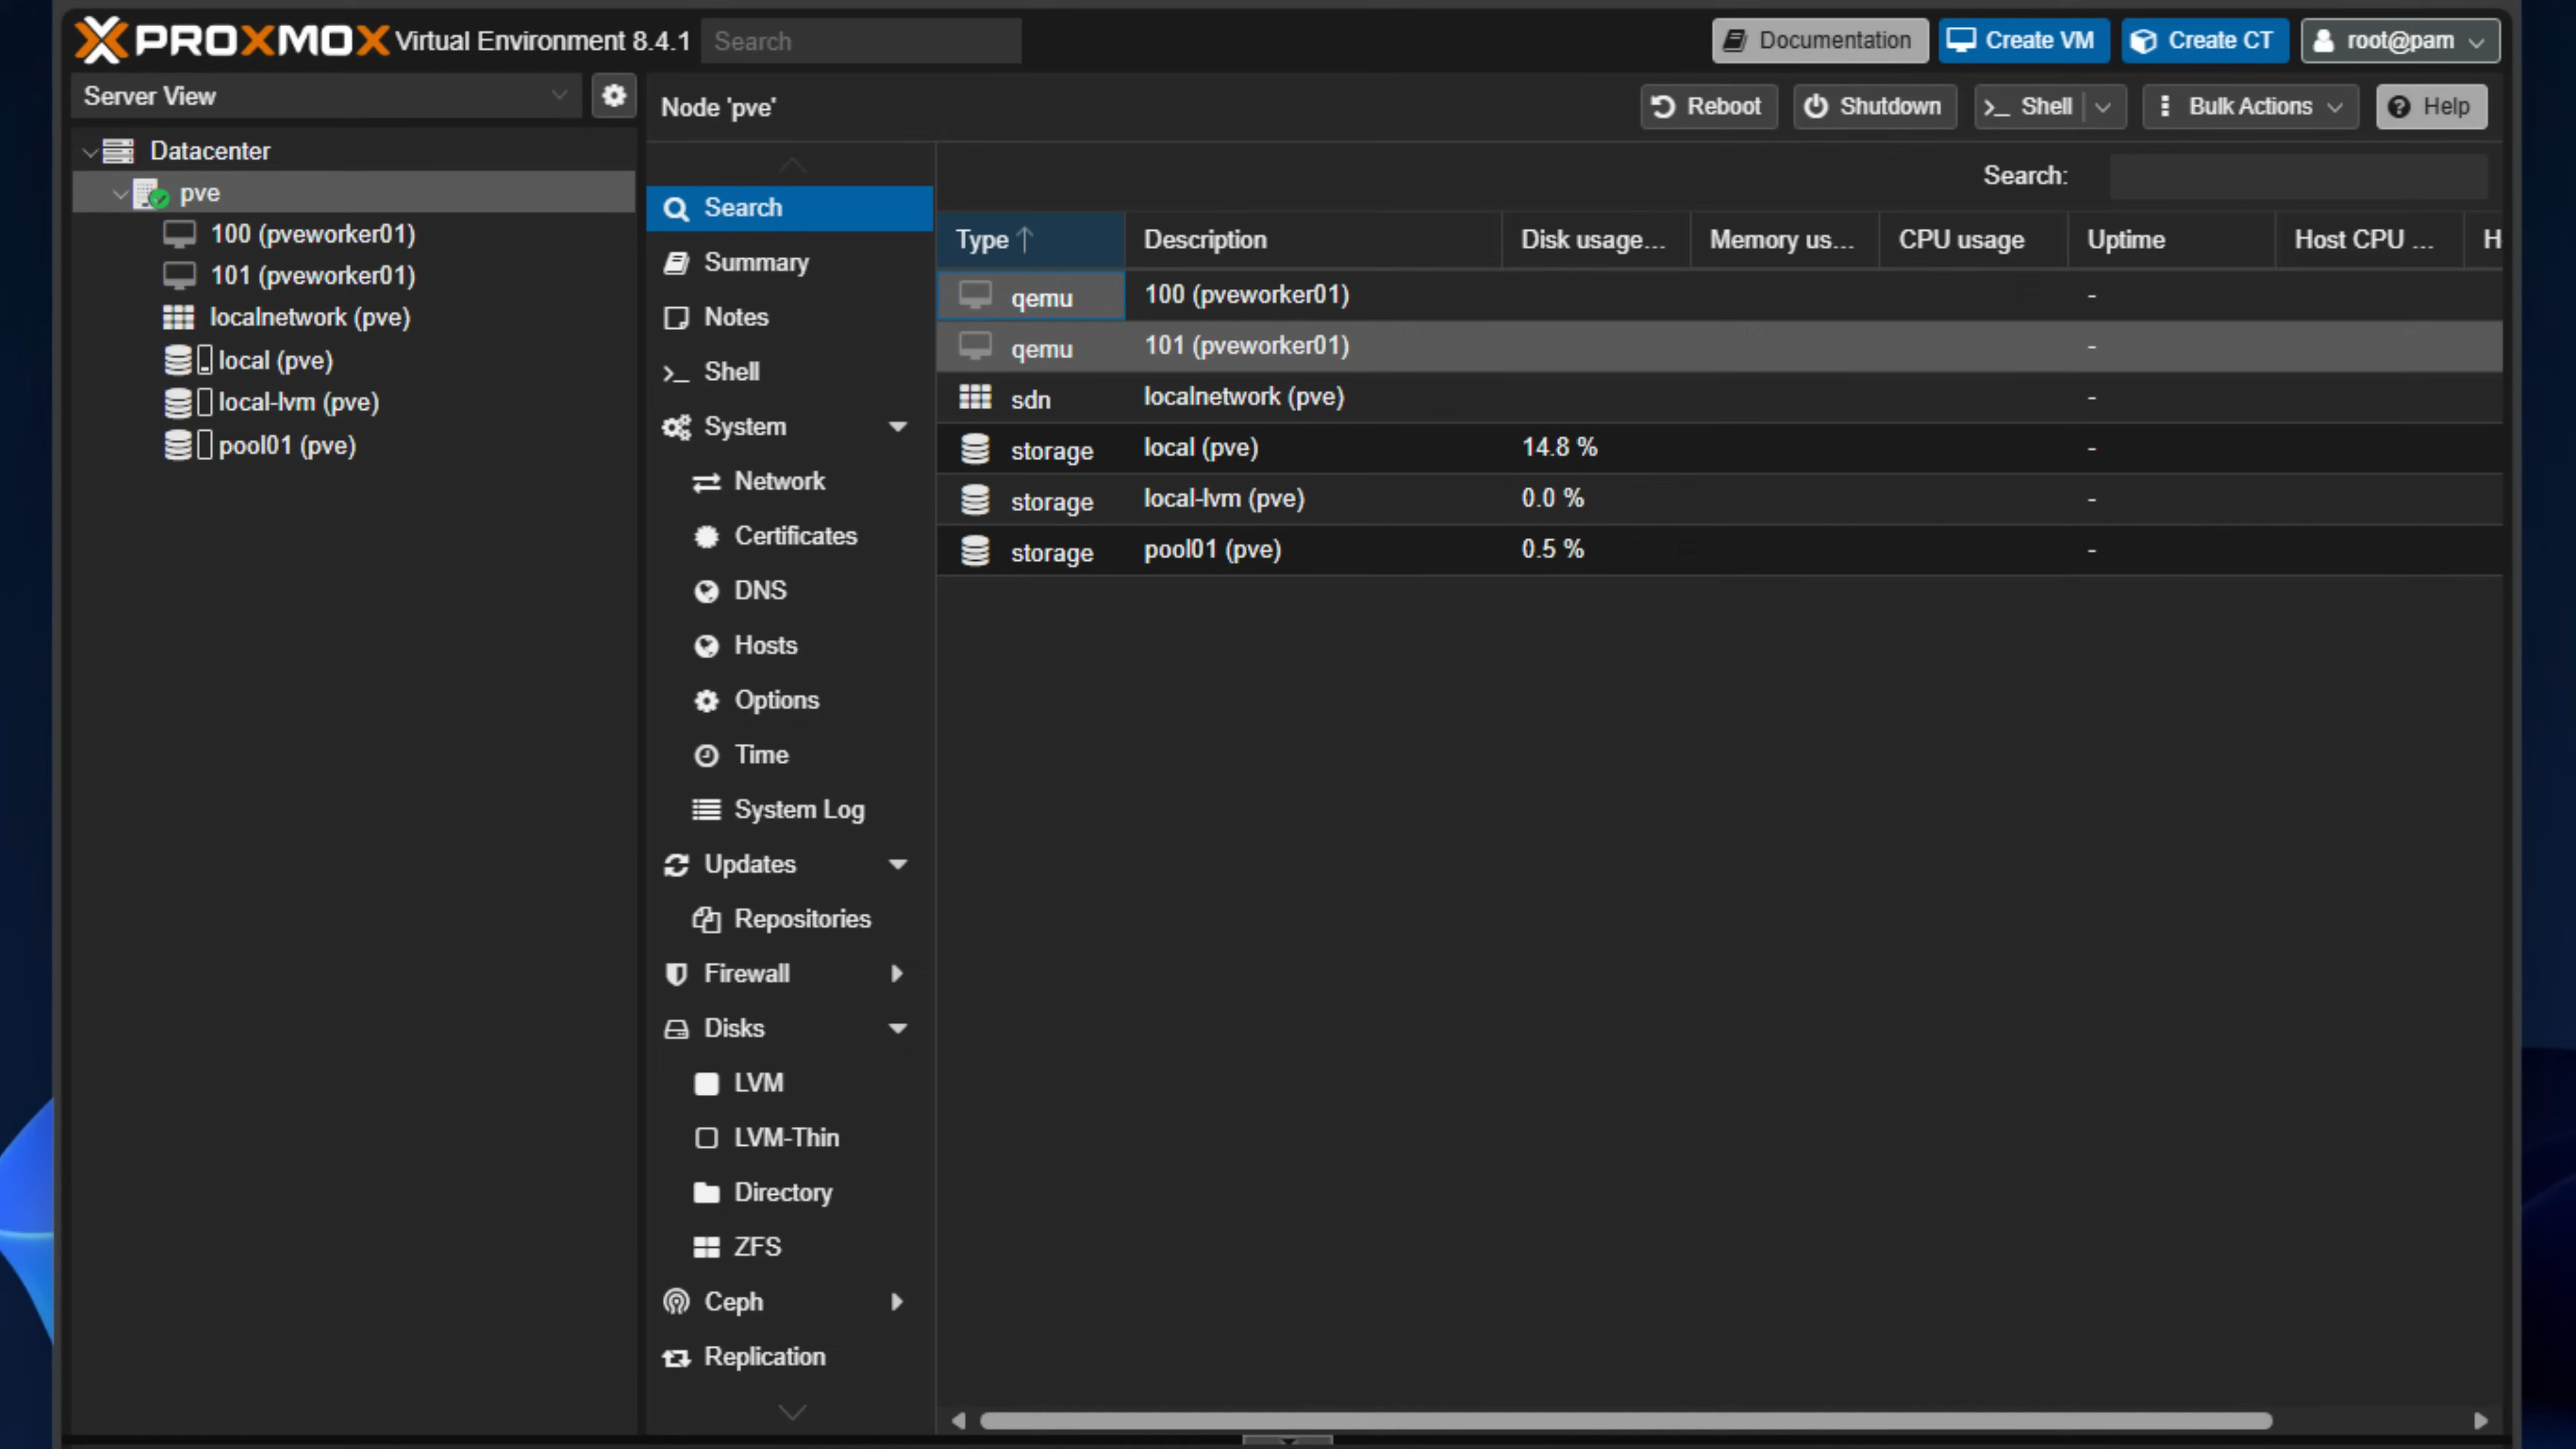 PROXMOX Virtual Environment 8.4.1 Search Documentation Create VM Create CT root@pam
Server View
Node 'pve' Reboot Shutdown >_ Shell Bulk Actions Help
Datacenter
pve
100 (pveworker01)
101 (pveworker01)
localnetwork (pve)
local (pve)
local-lvm (pve)
pool01 (pve)
Search
Summary
Notes
>_ Shell
System
Network
Certificates
DNS
Hosts
Options
Time
System Log
Updates
Repositories
Firewall
Disks
LVM
LVM-Thin
Directory
ZFS
Ceph
Replication
Search:
Type ↑ Description Disk usage... Memory us... CPU usage Uptime Host CPU ... H
qemu 100 (pveworker01) -
qemu 101 (pveworker01) -
sdn localnetwork (pve) -
storage local (pve) 14.8 % -
storage local-lvm (pve) 0.0 % -
storage pool01 (pve) 0.5 % -